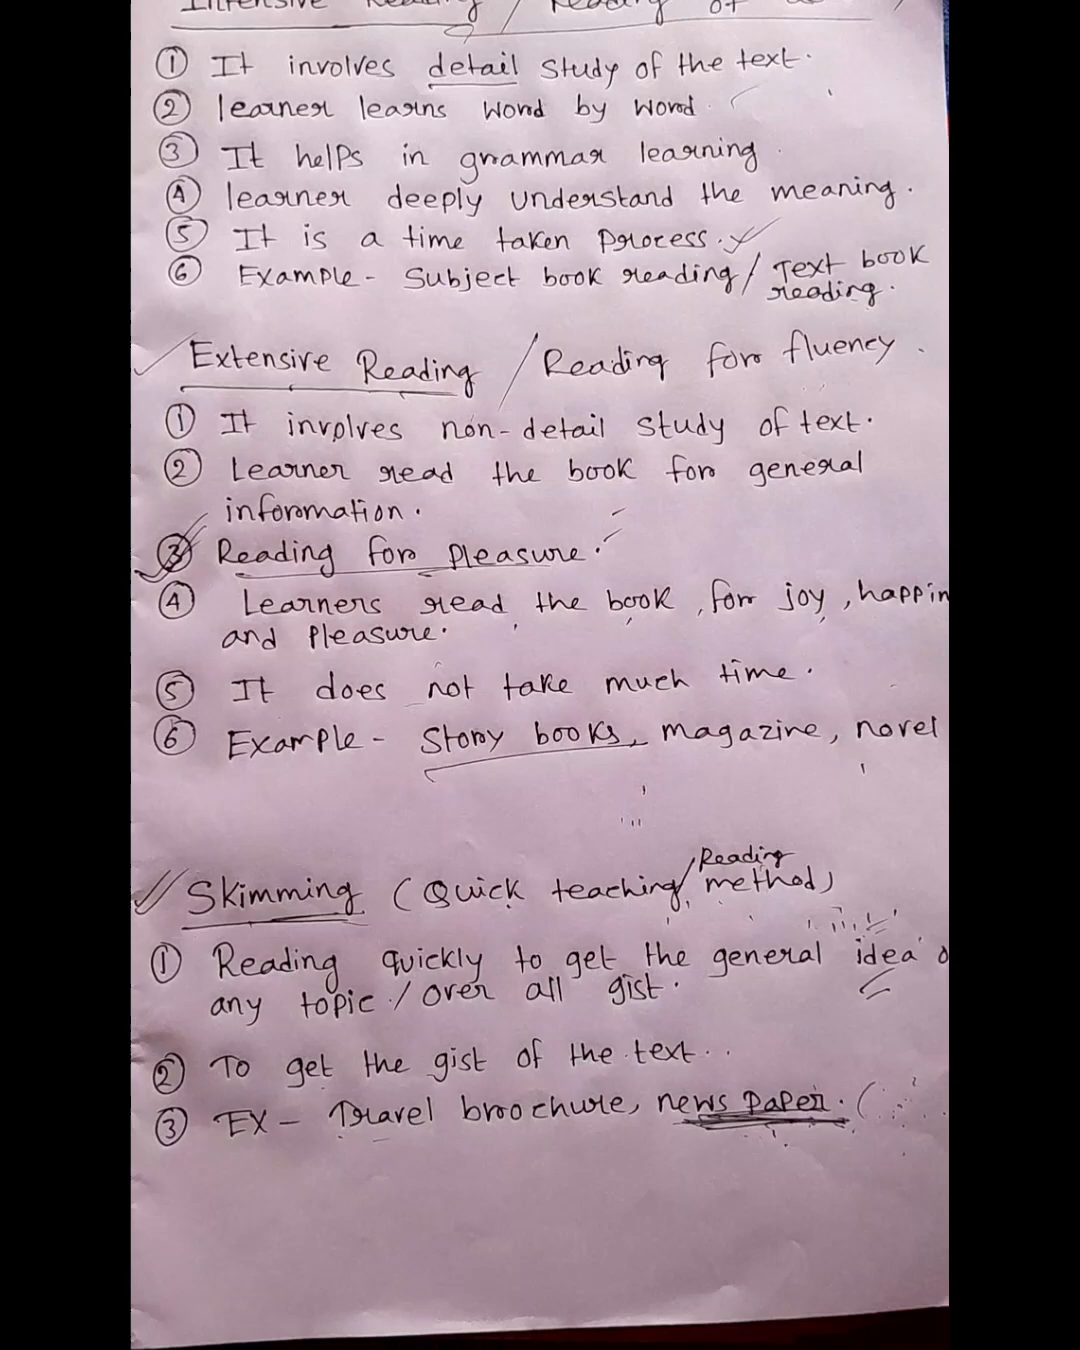 Intensive Reading / Reading of
① It involves detail study of the text.
② learner learns word by word.
③ It helps in grammar learning.
④ learner deeply understand the meaning.
⑤ It is a time taken process.
⑥ Example - Subject book reading / Text book
reading.
Extensive Reading / Reading for fluency.
① It involves non-detail study of text.
② Learner read the book for general
information.
③ Reading for pleasure.
④ Learners read the book, for joy, happin
and pleasure.
⑤ It does not take much time.
⑥ Example - Story books, magazine, novel
Skimming (Quick teaching/Reading method)
① Reading quickly to get the general idea o
any topic / over all gist.
② To get the gist of the text..
③ EX - Travel brochure, news paper.